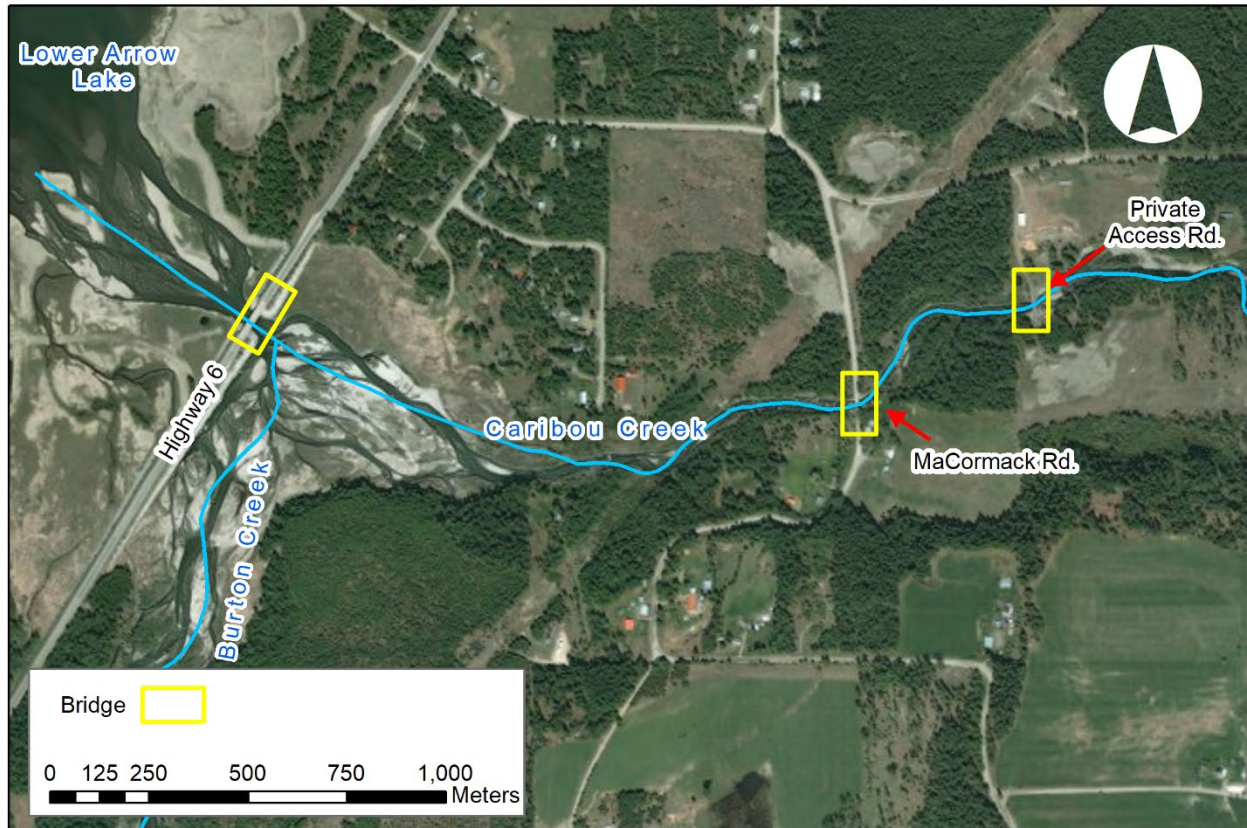 Lower Arrow
Lake
Private
Access Rd.
Highway 6
Caribou Creek
MaCormack Rd.
Burton Creek
Bridge
0 125 250 500 750 1,000
Meters